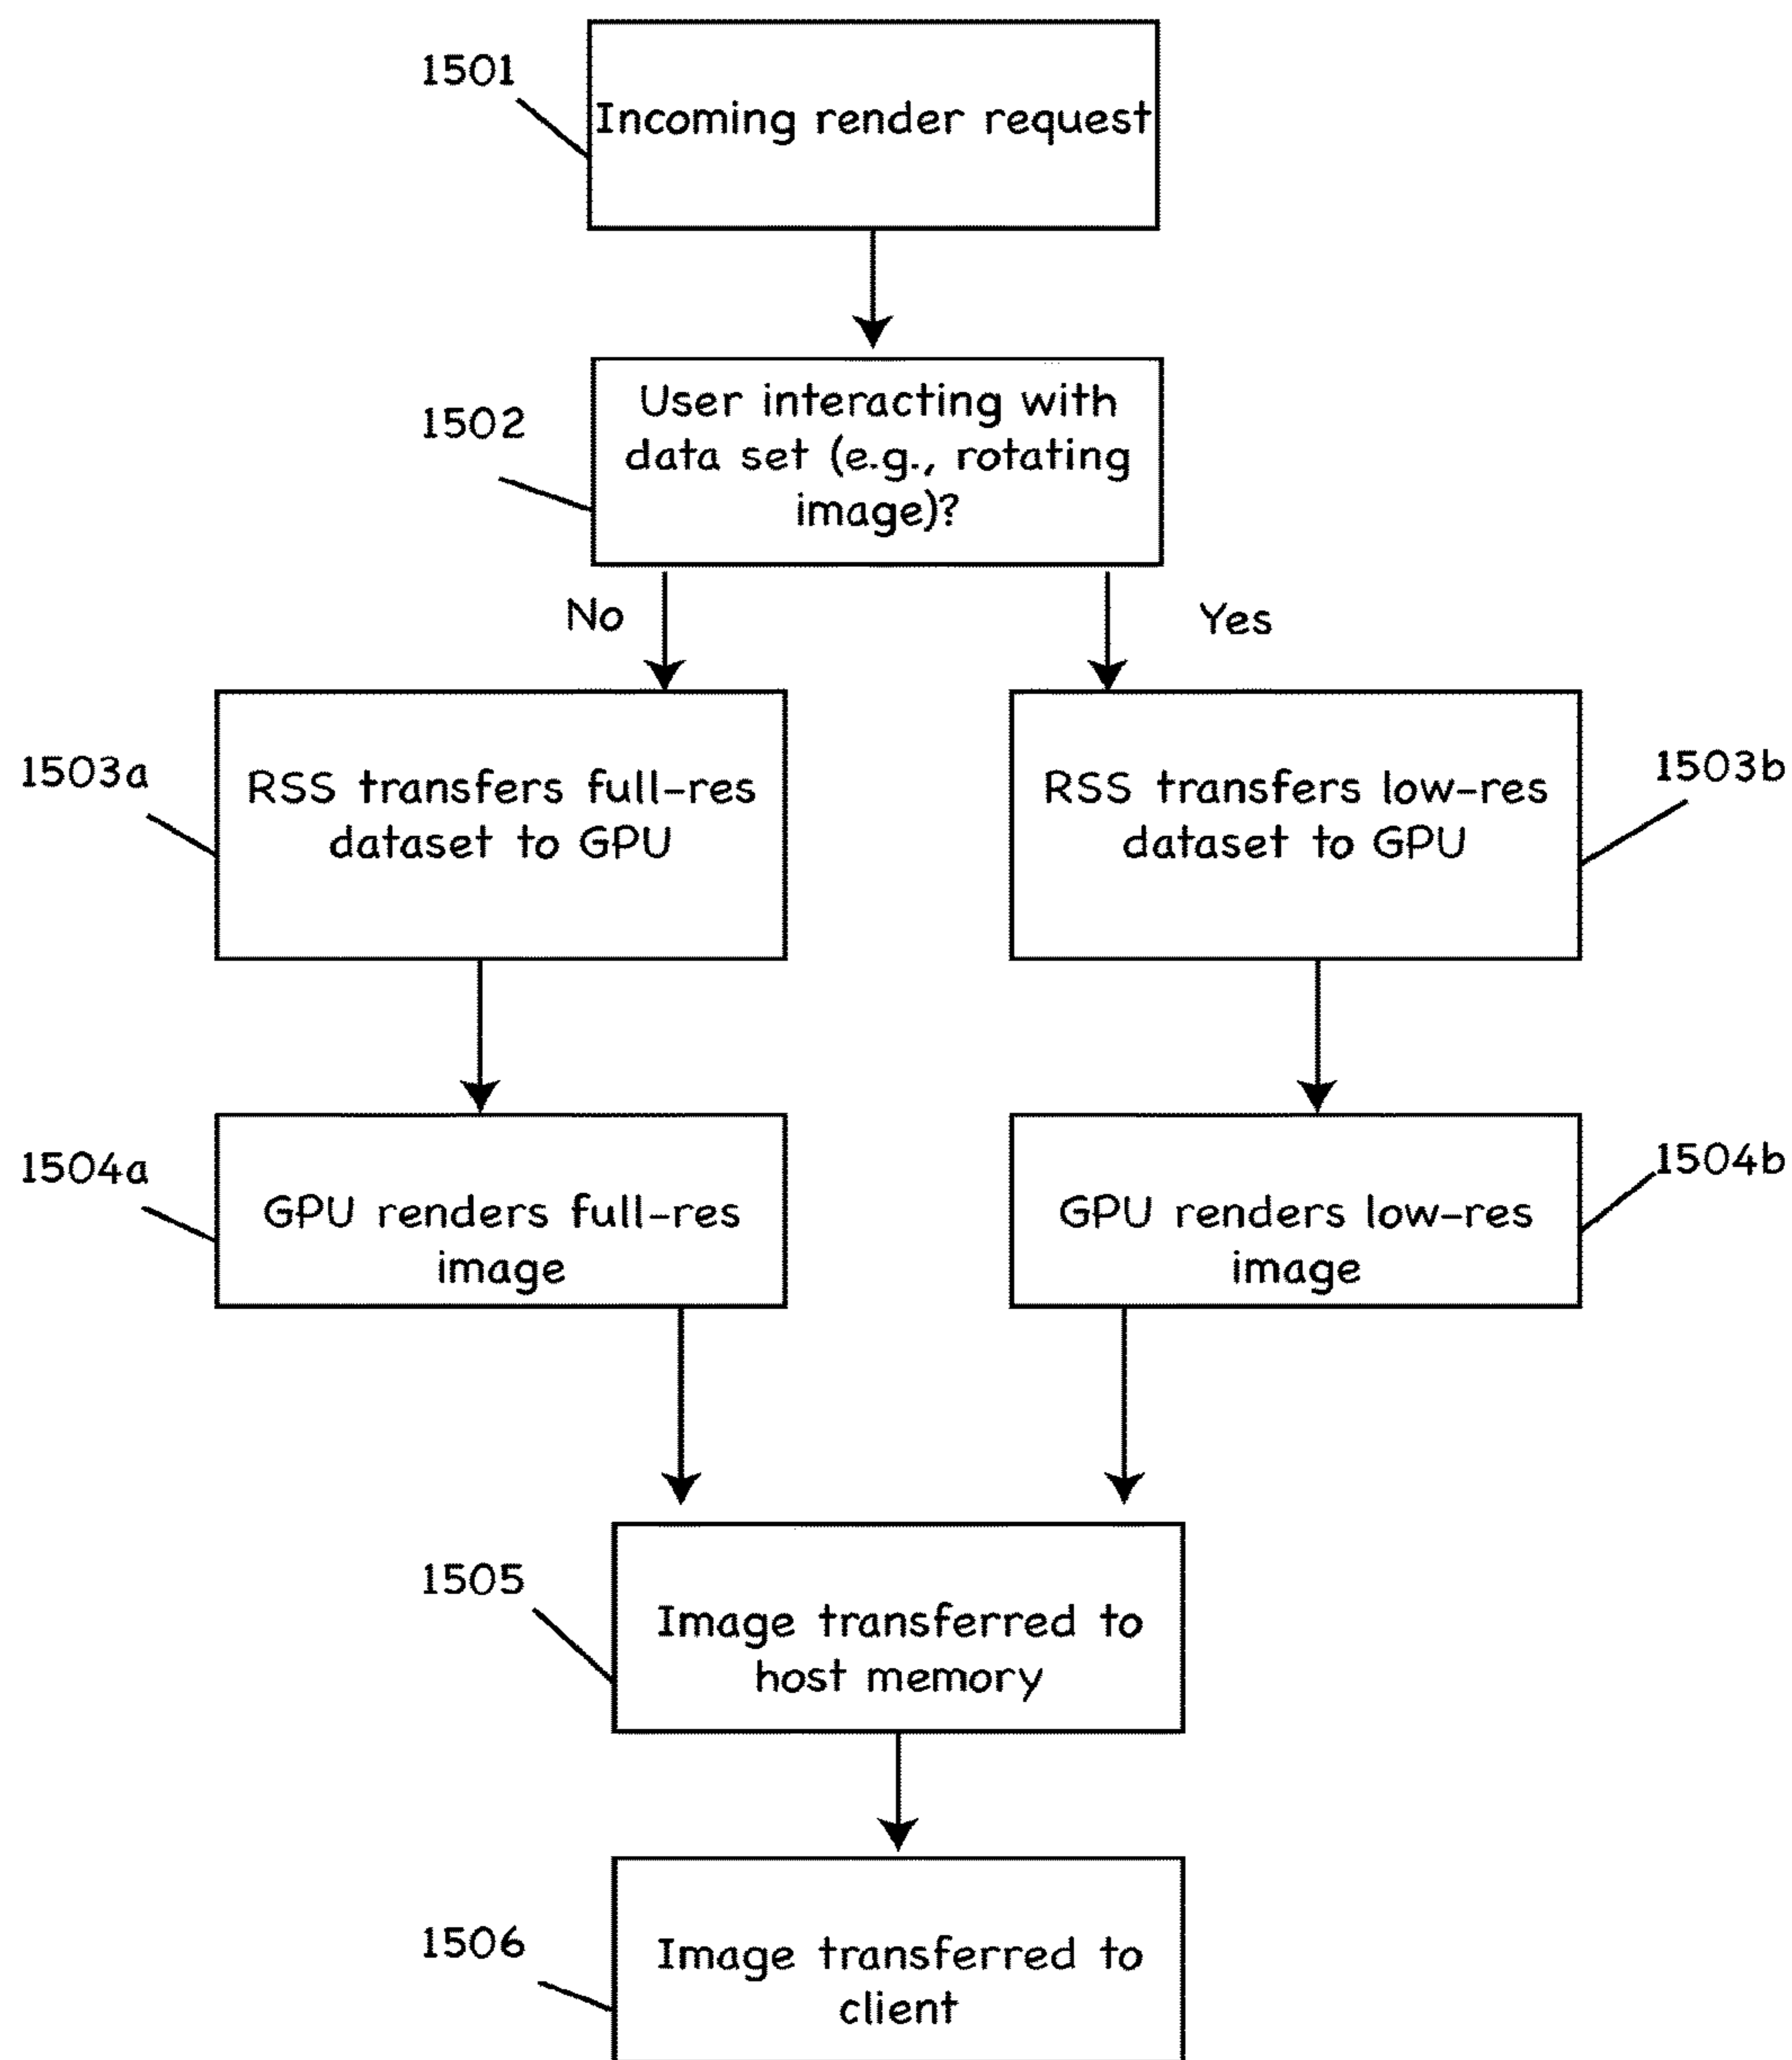 1501
Incoming render request
1502
User interacting with
data set (e.g., rotating
image)?
No
Yes
1503a
RSS transfers full-res
dataset to GPU
RSS transfers low-res
dataset to GPU
1503b
1504a
GPU renders full-res
image
GPU renders low-res
image
1504b
1505
Image transferred to
host memory
1506
Image transferred to
client